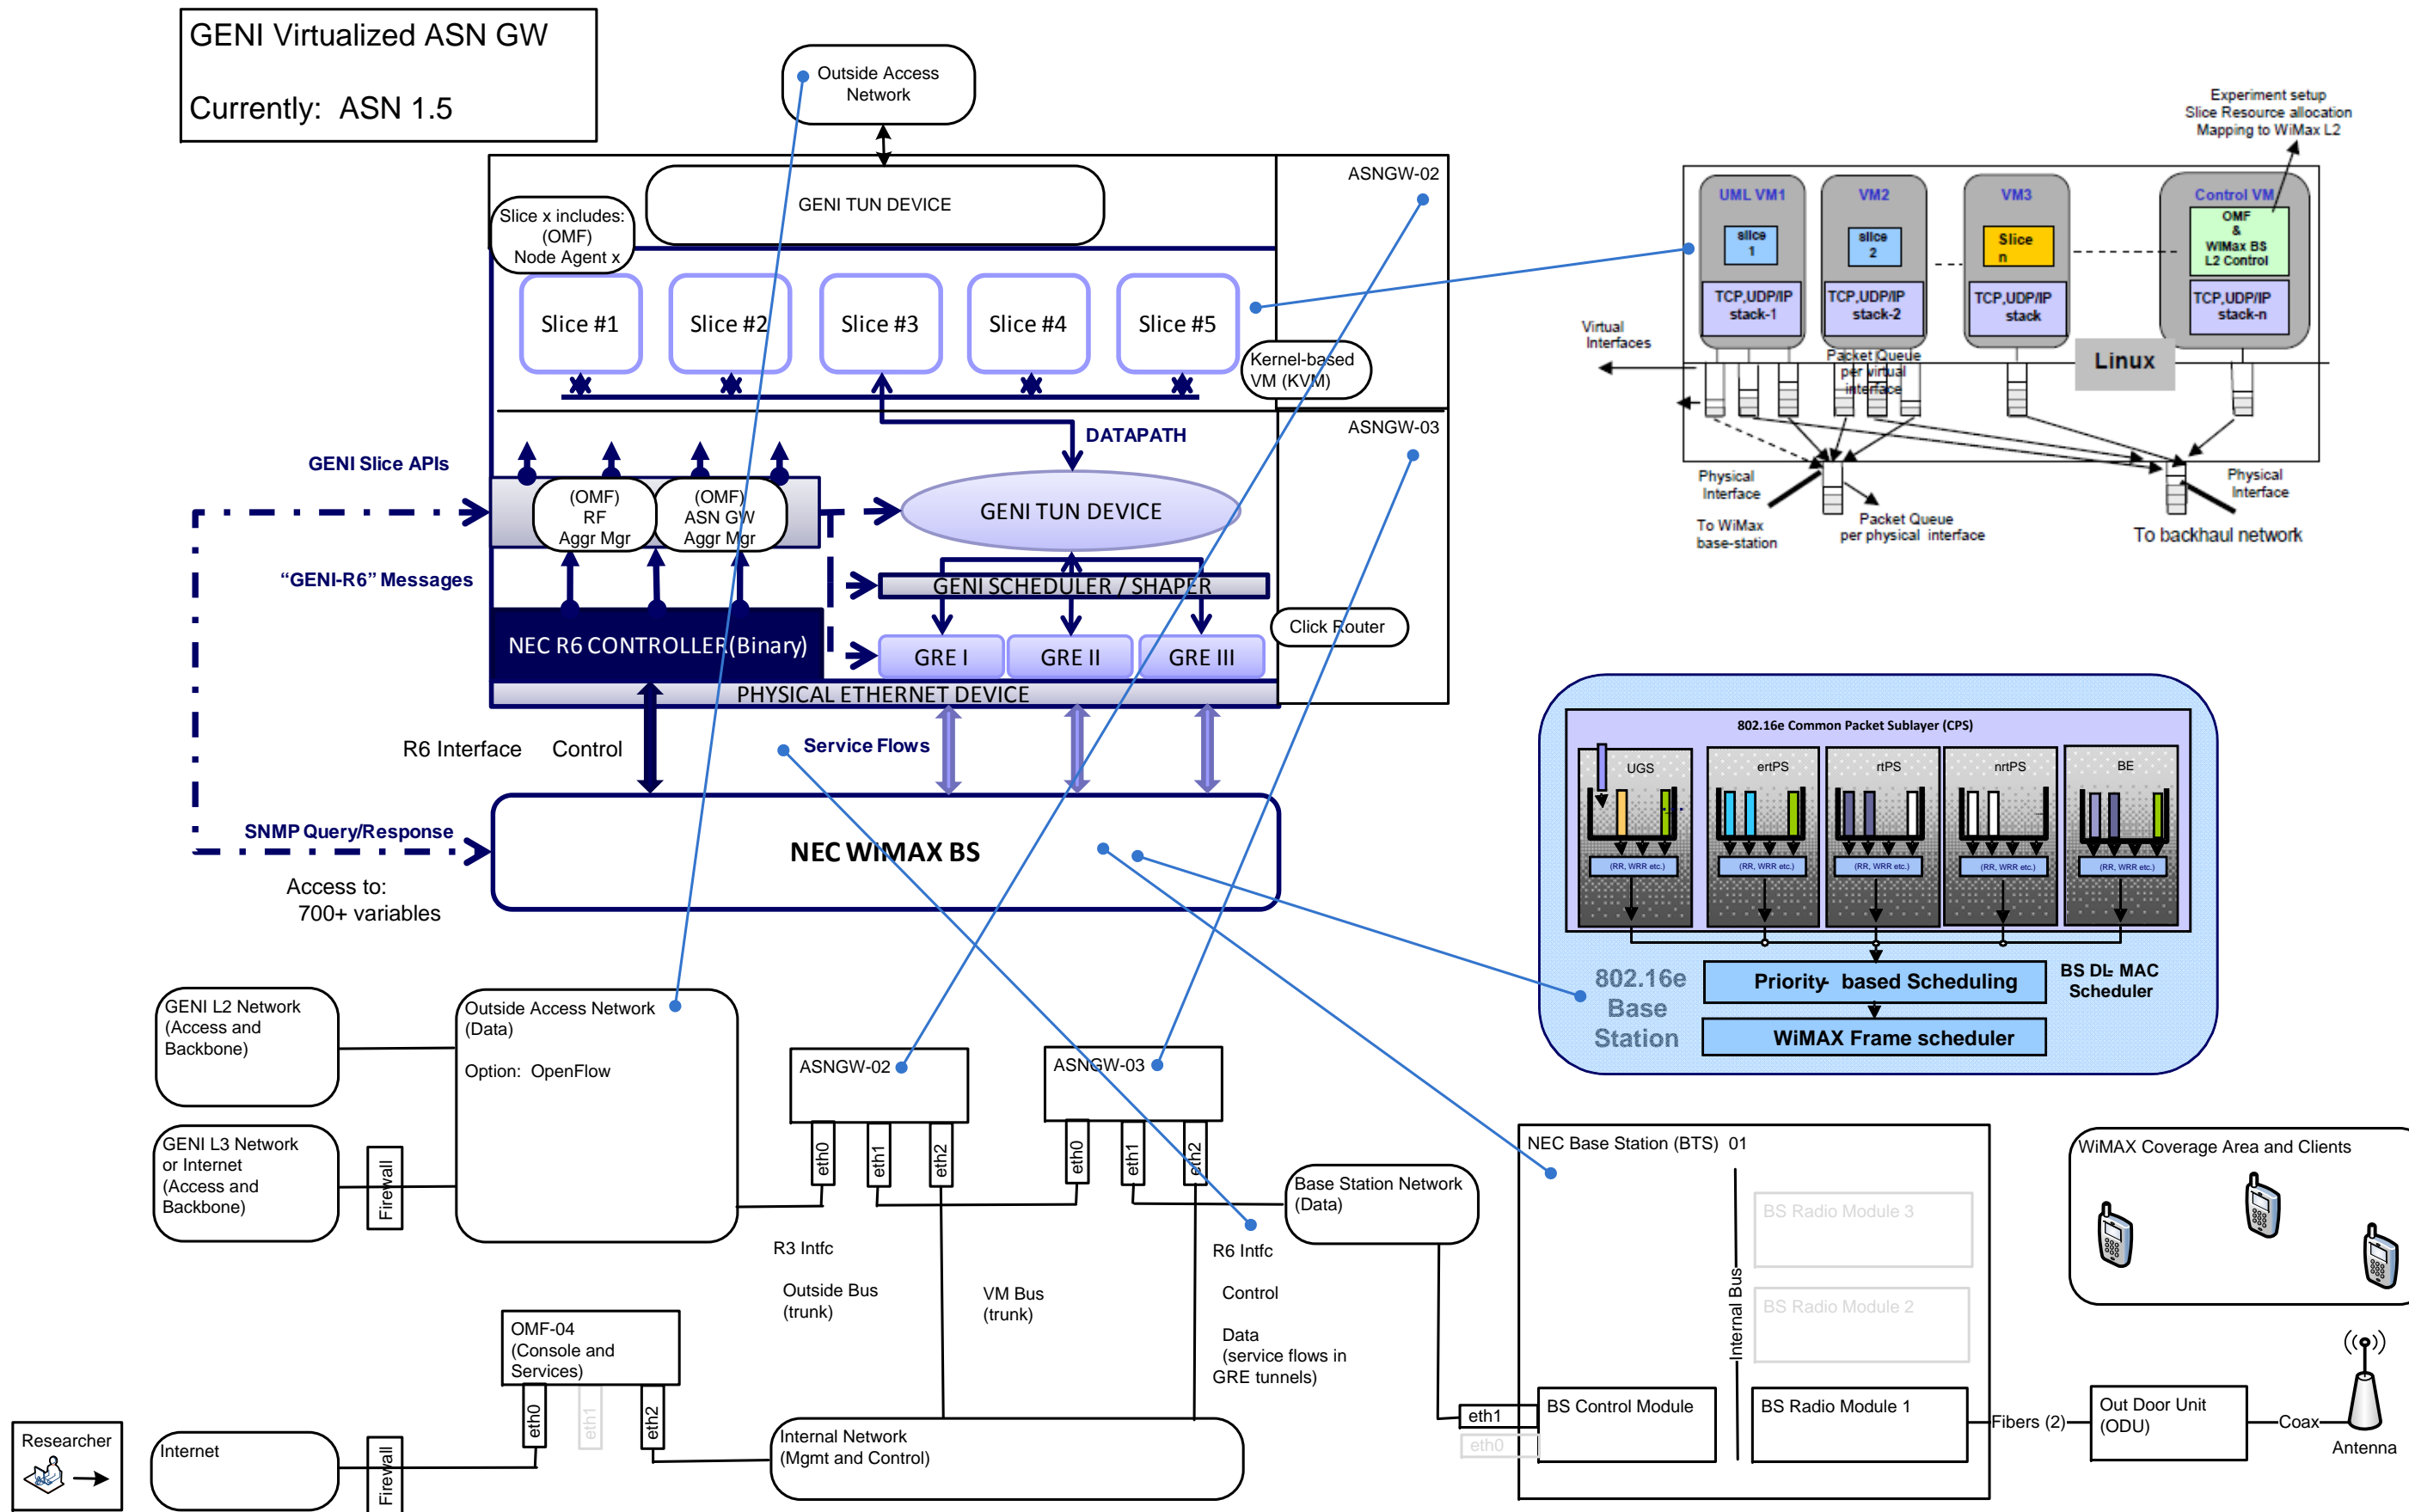 GENI Virtualized ASN GW
Currently: ASN 1.5
Outside Access
Network
ASNGW-02
GENI TUN DEVICE
Slice x includes:
(OMF)
Node Agent x
Slice #1
Slice #2
Slice #3
Slice #4
Slice #5
Kernel-based
VM (KVM)
ASNGW-03
DATAPATH
GENI Slice APIs
(OMF)
RF
Aggr Mgr
(OMF)
ASN GW
Aggr Mgr
GENI TUN DEVICE
“GENI-R6” Messages
GENI SCHEDULER / SHAPER
NEC R6 CONTROLLER(Binary)
GRE I
GRE II
GRE III
Click Router
PHYSICAL ETHERNET DEVICE
R6 Interface
Control
Service Flows
SNMP Query/Response
NEC WIMAX BS
Access to:
700+ variables
Experiment setup
Slice Resource allocation
Mapping to WiMax L2
UML VM1
VM2
VM3
Control VM
slice
1
slice
2
Slice
n
OMF
&
WIMax BS
L2 Control
TCP,UDP/IP
stack-1
TCP,UDP/IP
stack-2
TCP,UDP/IP
stack
TCP,UDP/IP
stack-n
Virtual
Interfaces
Packet Queue
per virtual
interface
Linux
Physical
Interface
To WiMax
base-station
Packet Queue
per physical interface
Physical
Interface
To backhaul network
802.16e Common Packet Sublayer (CPS)
UGS
ertPS
rtPS
nrtPS
BE
(RR, WRR etc.)
(RR, WRR etc.)
(RR, WRR etc.)
(RR, WRR etc.)
(RR, WRR etc.)
802.16e
Base
Station
Priority- based Scheduling
WiMAX Frame scheduler
BS DL- MAC
Scheduler
GENI L2 Network
(Access and
Backbone)
GENI L3 Network
or Internet
(Access and
Backbone)
Firewall
Outside Access Network
(Data)
Option: OpenFlow
ASNGW-02
eth0
eth1
eth2
ASNGW-03
eth0
eth1
eth2
R3 Intfc
Outside Bus
(trunk)
VM Bus
(trunk)
R6 Intfc
Control
Data
(service flows in
GRE tunnels)
Base Station Network
(Data)
OMF-04
(Console and
Services)
eth0
eth1
eth2
Researcher
Internet
Firewall
Internal Network
(Mgmt and Control)
NEC Base Station (BTS) 01
Internal Bus
BS Radio Module 3
BS Radio Module 2
BS Radio Module 1
BS Control Module
eth1
eth0
Fibers (2)
Out Door Unit
(ODU)
Coax
Antenna
WiMAX Coverage Area and Clients